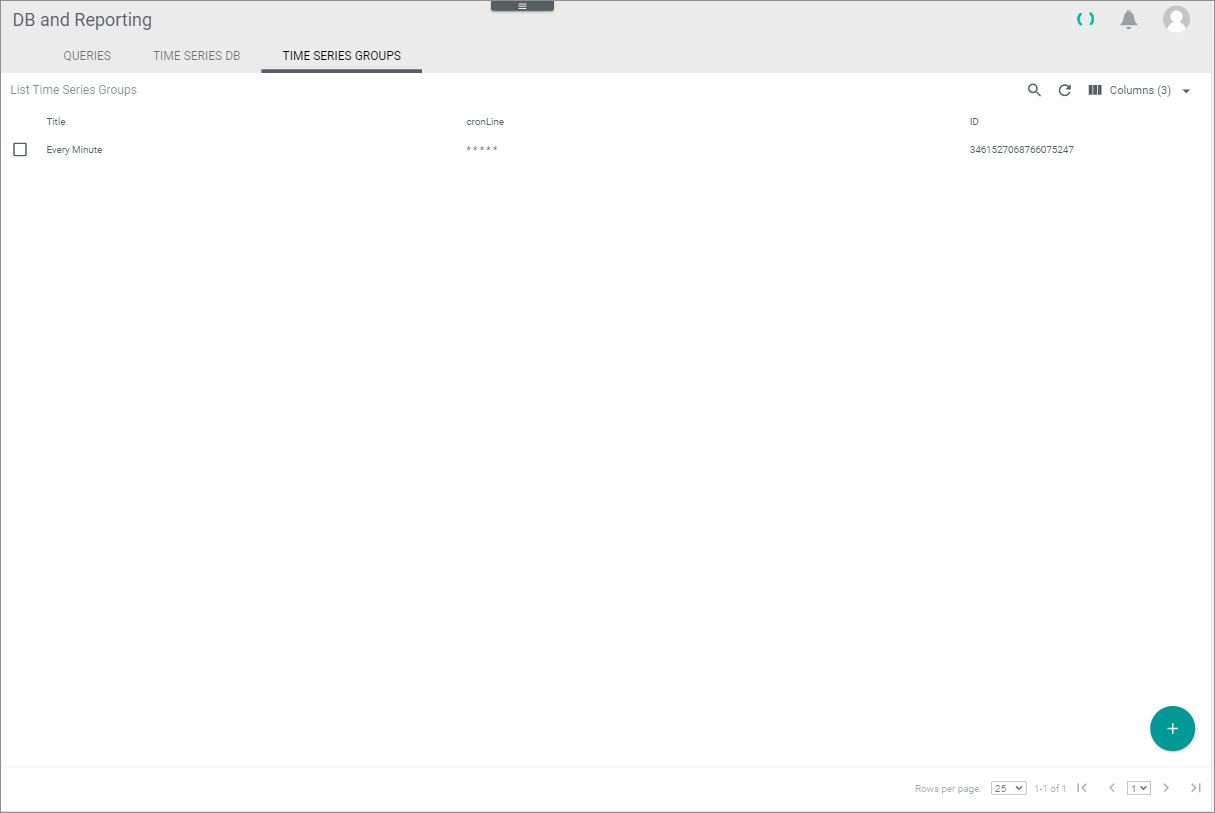 DB and Reporting
QUERIES TIME SERIES DB TIME SERIES GROUPS
List Time Series Groups Columns (3)
Title cronLine ID
Every Minute * * * * * 3461527068766075247
+
Rows per page: 25 1-1 of 1 1